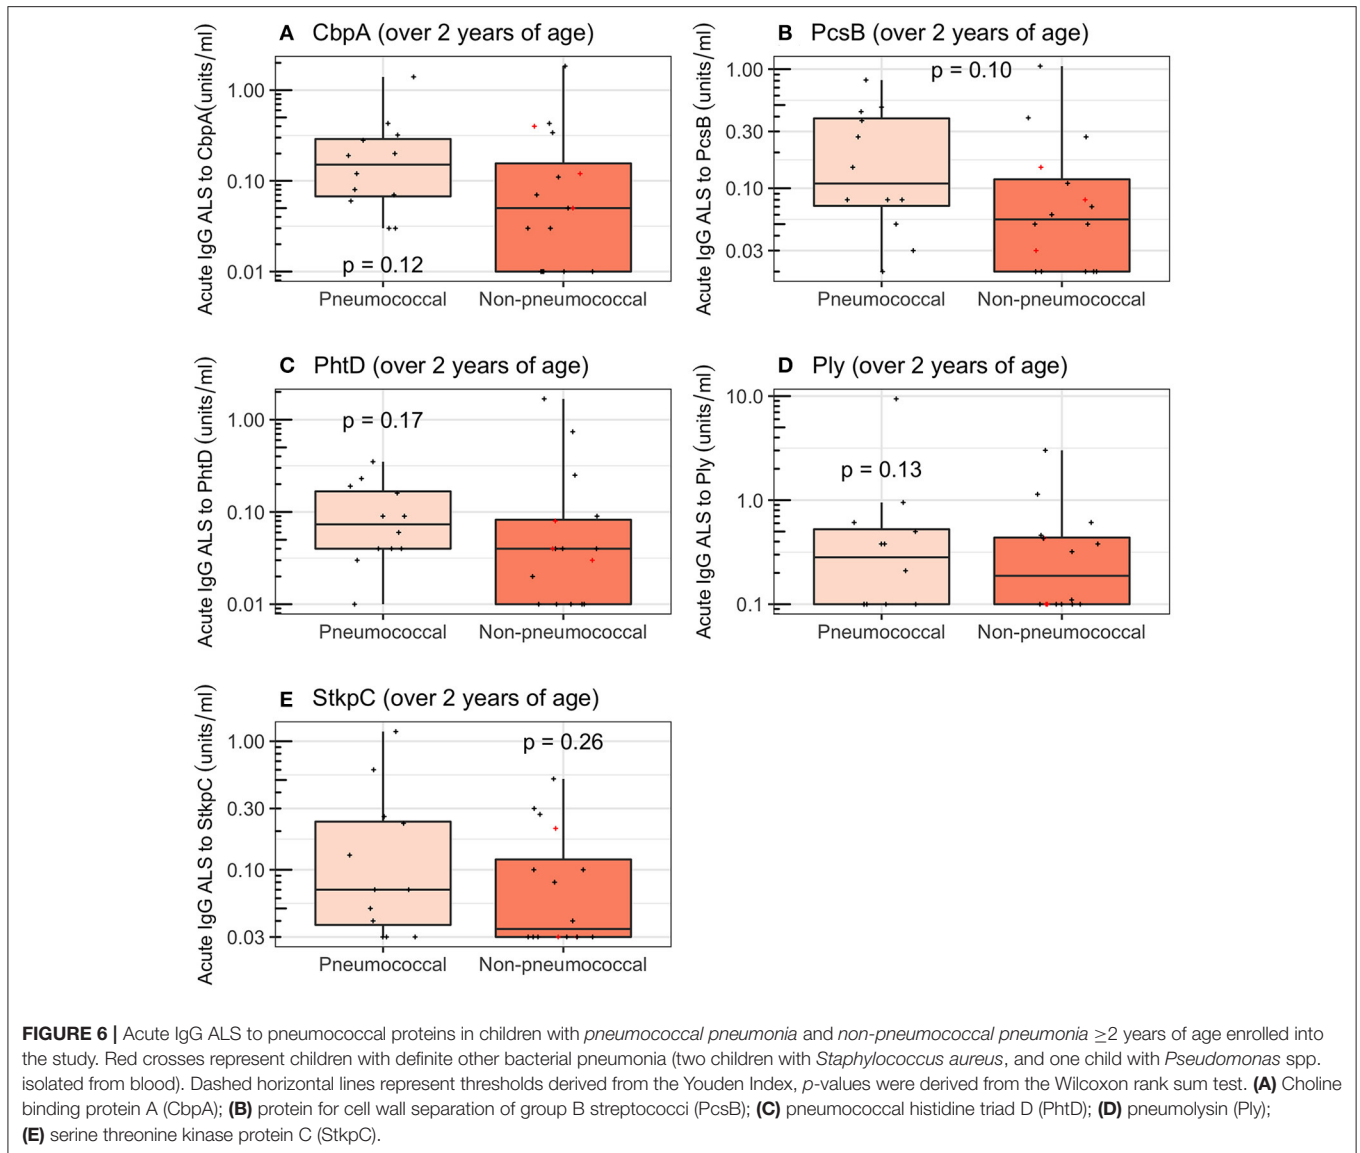 A CbpA (over 2 years of age)
Acute IgG ALS to CbpA(units/ml)
1.00
0.10
0.01
p = 0.12
Pneumococcal Non-pneumococcal
B PcsB (over 2 years of age)
Acute IgG ALS to PcsB (units/ml)
1.00
0.30
0.10
0.03
p = 0.10
Pneumococcal Non-pneumococcal
C PhtD (over 2 years of age)
Acute IgG ALS to PhtD (units/ml)
1.00
0.10
0.01
p = 0.17
Pneumococcal Non-pneumococcal
D Ply (over 2 years of age)
Acute IgG ALS to Ply (units/ml)
10.0
1.0
0.1
p = 0.13
Pneumococcal Non-pneumococcal
E StkpC (over 2 years of age)
Acute IgG ALS to StkpC (units/ml)
1.00
0.30
0.10
0.03
p = 0.26
Pneumococcal Non-pneumococcal
FIGURE 6 | Acute IgG ALS to pneumococcal proteins in children with pneumococcal pneumonia and non-pneumococcal pneumonia ≥2 years of age enrolled into
the study. Red crosses represent children with definite other bacterial pneumonia (two children with Staphylococcus aureus, and one child with Pseudomonas spp.
isolated from blood). Dashed horizontal lines represent thresholds derived from the Youden Index, p-values were derived from the Wilcoxon rank sum test. (A) Choline
binding protein A (CbpA); (B) protein for cell wall separation of group B streptococci (PcsB); (C) pneumococcal histidine triad D (PhtD); (D) pneumolysin (Ply);
(E) serine threonine kinase protein C (StkpC).